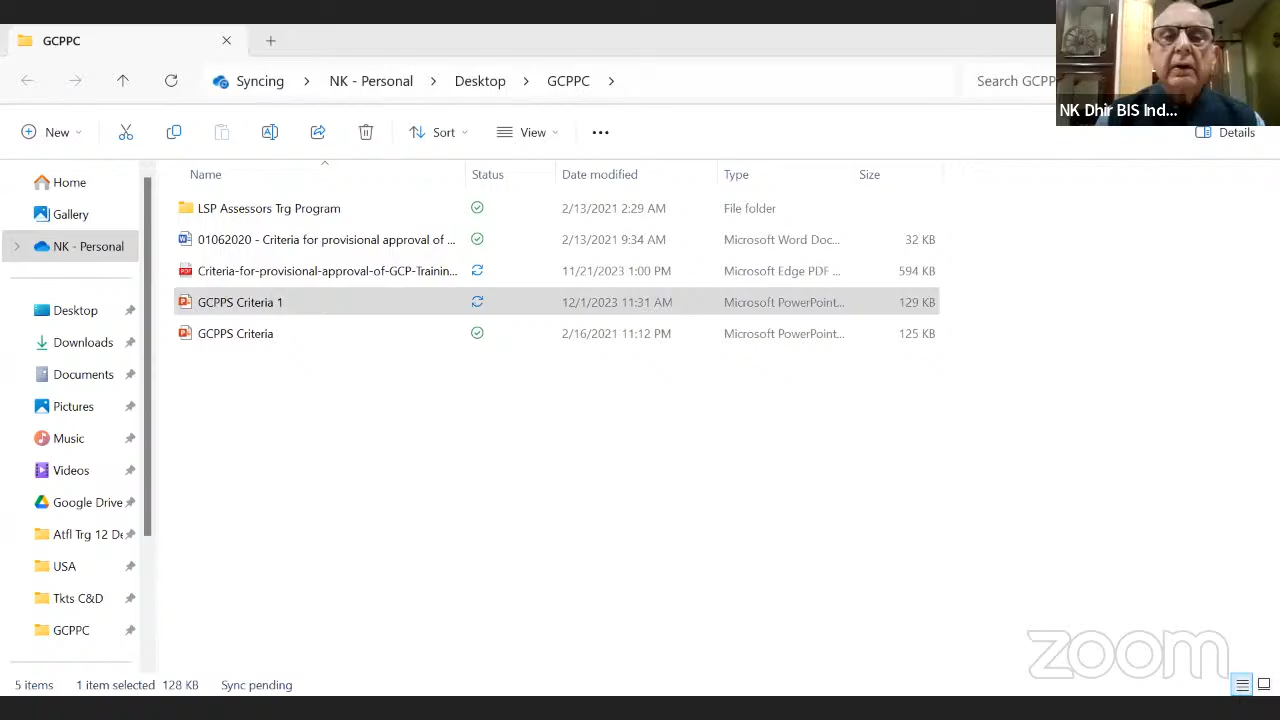 GCPPC
Syncing > NK - Personal > Desktop > GCPPC >
Search GCPP
NK Dhir BIS Ind...
New
Sort
View
Details
Name Status Date modified Type Size
LSP Assessors Trg Program 2/13/2021 2:29 AM File folder
01062020 - Criteria for provisional approval of ... 2/13/2021 9:34 AM Microsoft Word Doc... 32 KB
Criteria-for-provisional-approval-of-GCP-Trainin... 11/21/2023 1:00 PM Microsoft Edge PDF ... 594 KB
GCPPS Criteria 1 12/1/2023 11:31 AM Microsoft PowerPoint... 129 KB
GCPPS Criteria 2/16/2021 11:12 PM Microsoft PowerPoint... 125 KB
Home
Gallery
NK - Personal
Desktop
Downloads
Documents
Pictures
Music
Videos
Google Drive
Atfl Trg 12 De
USA
Tkts C&D
GCPPC
zoom
5 items 1 item selected 128 KB Sync pending